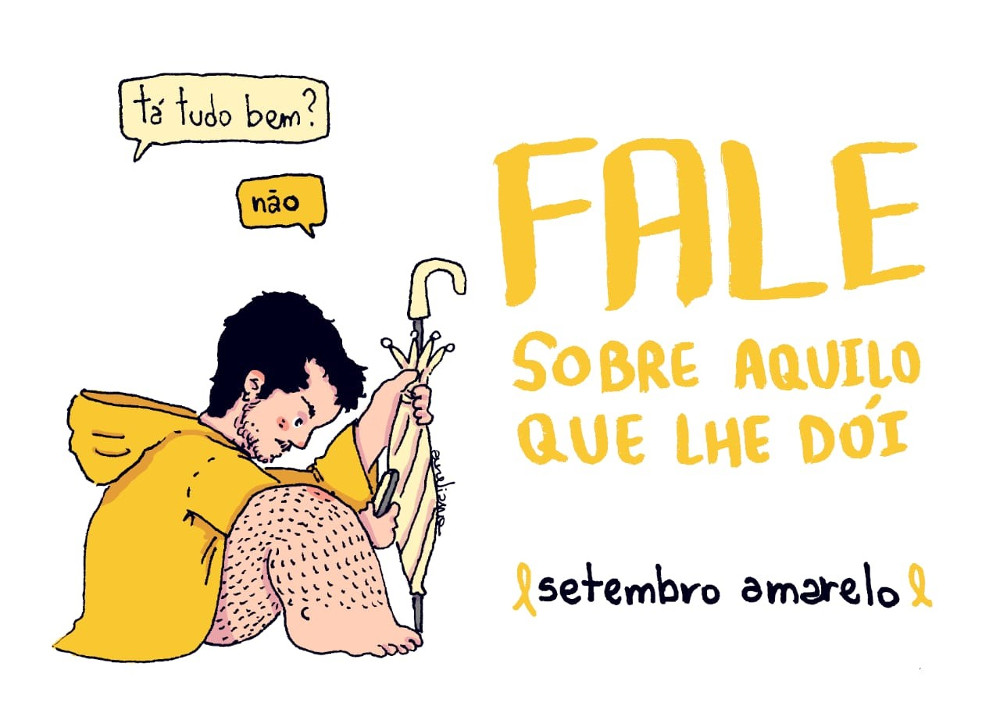 tá tudo bem?
não
FALE
SOBRE AQUILO
QUE LHE DÓI
setembro amarelo